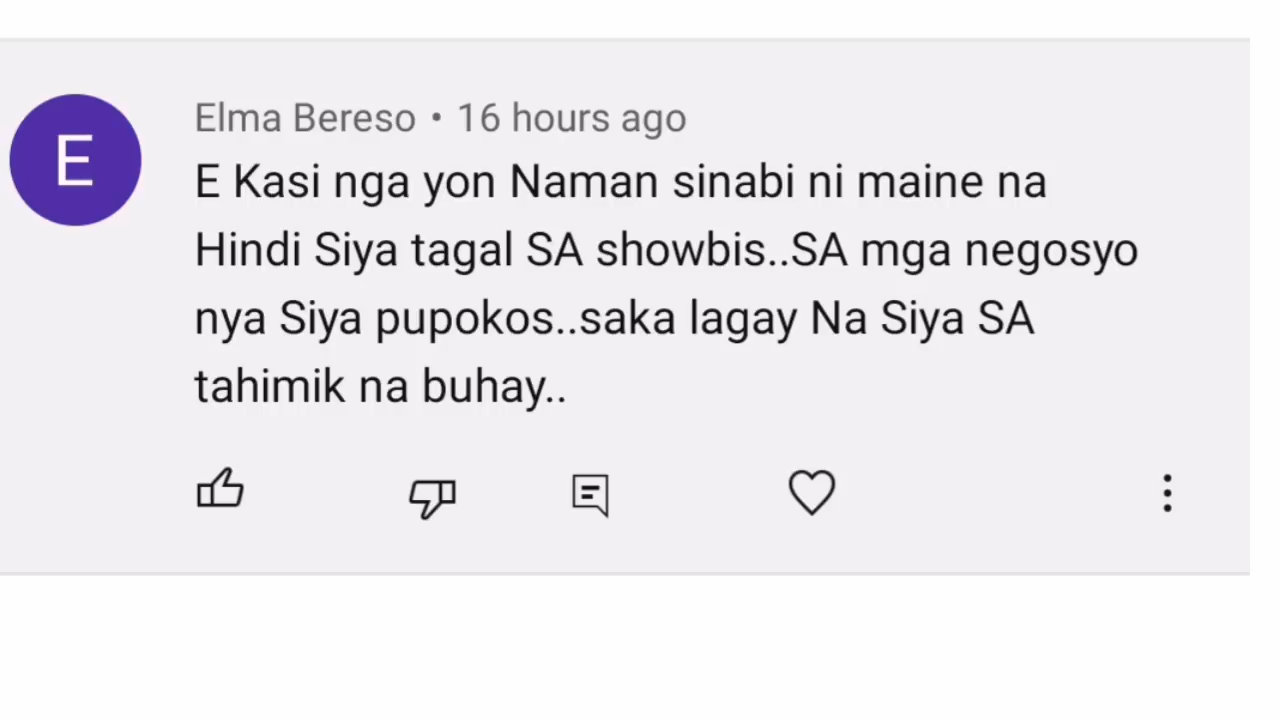 E
Elma Bereso • 16 hours ago
E Kasi nga yon Naman sinabi ni maine na
Hindi Siya tagal SA showbis..SA mga negosyo
nya Siya pupokos..saka lagay Na Siya SA
tahimik na buhay..